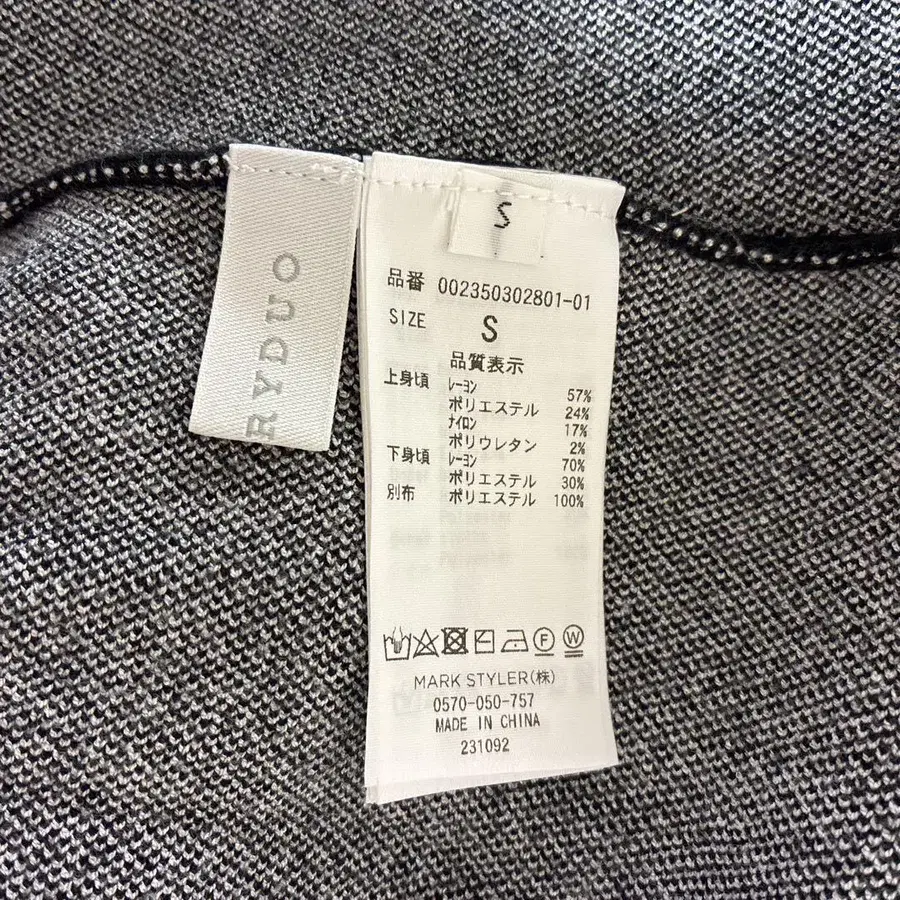 RYDUO
S
品番 002350302801-01
SIZE S
品質表示
上身頃 レーヨン 57%
ポリエステル 24%
ナイロン 17%
ポリウレタン 2%
下身頃 レーヨン 70%
ポリエステル 30%
別布 ポリエステル 100%
F W
MARK STYLER(株)
0570-050-757
MADE IN CHINA
231092